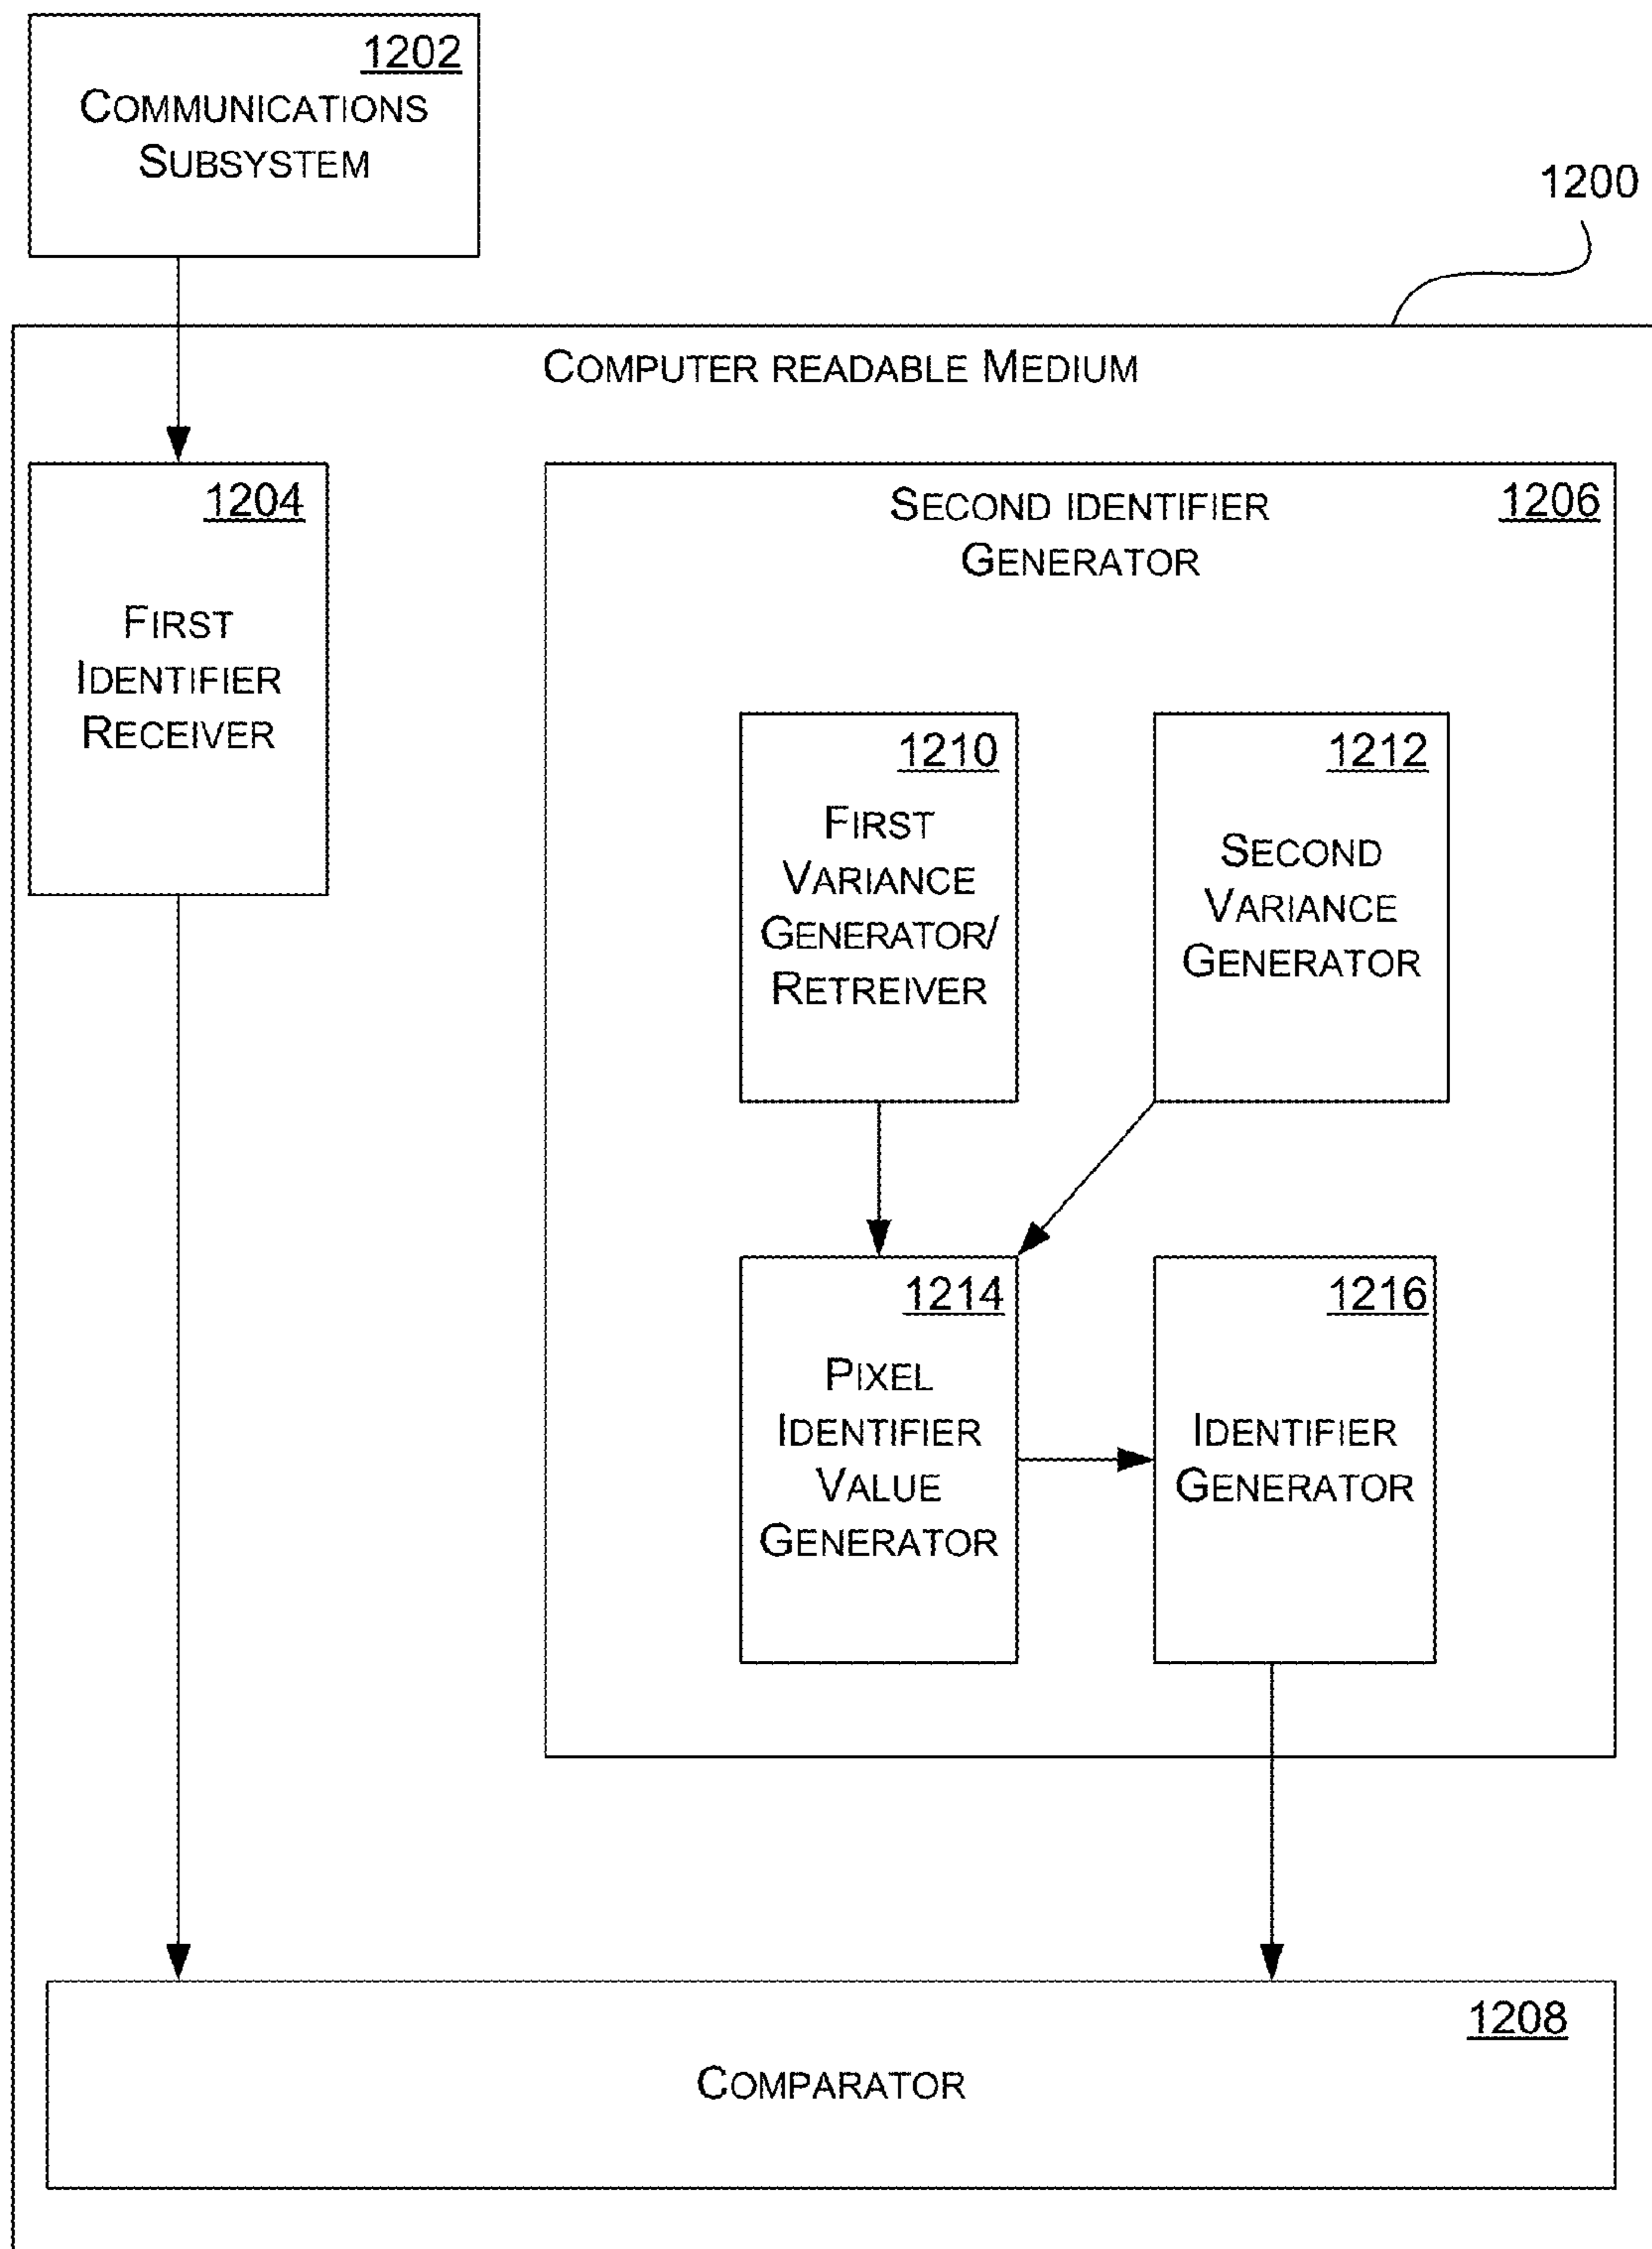 1202
COMMUNICATIONS
SUBSYSTEM
1200
COMPUTER READABLE MEDIUM
1204
FIRST
IDENTIFIER
RECEIVER
SECOND IDENTIFIER
GENERATOR
1206
1210
FIRST
VARIANCE
GENERATOR/
RETREIVER
1212
SECOND
VARIANCE
GENERATOR
1214
PIXEL
IDENTIFIER
VALUE
GENERATOR
1216
IDENTIFIER
GENERATOR
1208
COMPARATOR